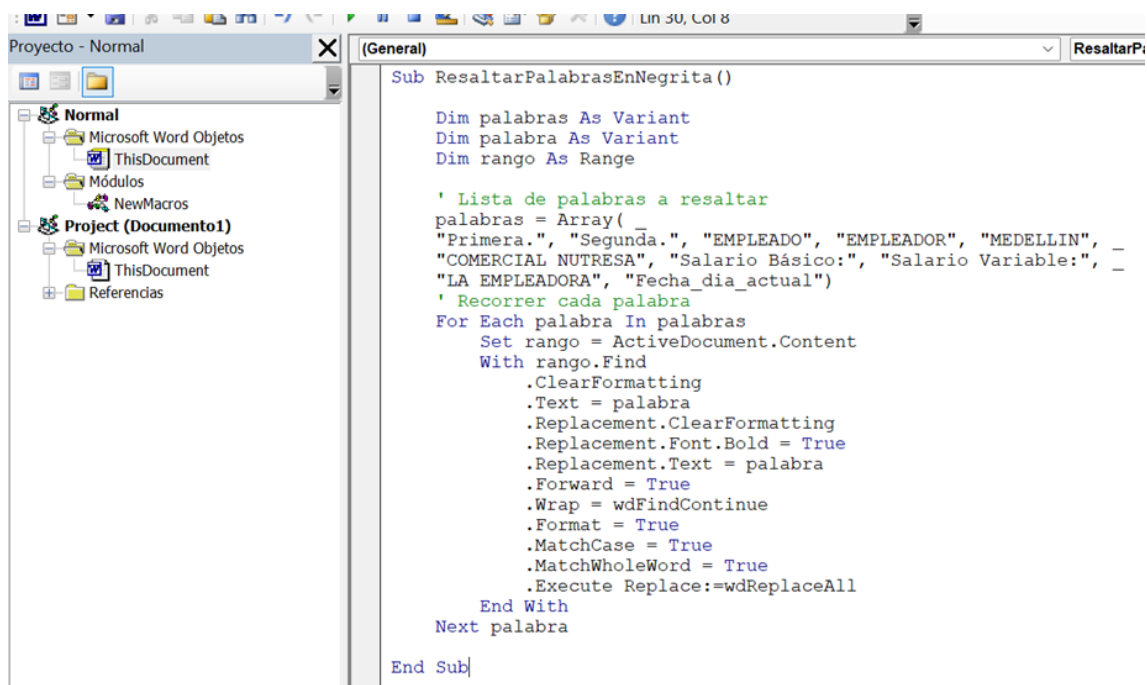 Lin 30, Col 8
Proyecto - Normal
Normal
Microsoft Word Objetos
ThisDocument
Módulos
NewMacros
Project (Documento1)
Microsoft Word Objetos
ThisDocument
Referencias
(General)
ResaltarPa
Sub ResaltarPalabrasEnNegrita()
Dim palabras As Variant
Dim palabra As Variant
Dim rango As Range
' Lista de palabras a resaltar
palabras = Array( _
"Primera.", "Segunda.", "EMPLEADO", "EMPLEADOR", "MEDELLIN", _
"COMERCIAL NUTRESA", "Salario Básico:", "Salario Variable:", _
"LA EMPLEADORA", "Fecha_dia_actual")
' Recorrer cada palabra
For Each palabra In palabras
Set rango = ActiveDocument.Content
With rango.Find
.ClearFormatting
.Text = palabra
.Replacement.ClearFormatting
.Replacement.Font.Bold = True
.Replacement.Text = palabra
.Forward = True
.Wrap = wdFindContinue
.Format = True
.MatchCase = True
.MatchWholeWord = True
.Execute Replace:=wdReplaceAll
End With
Next palabra
End Sub